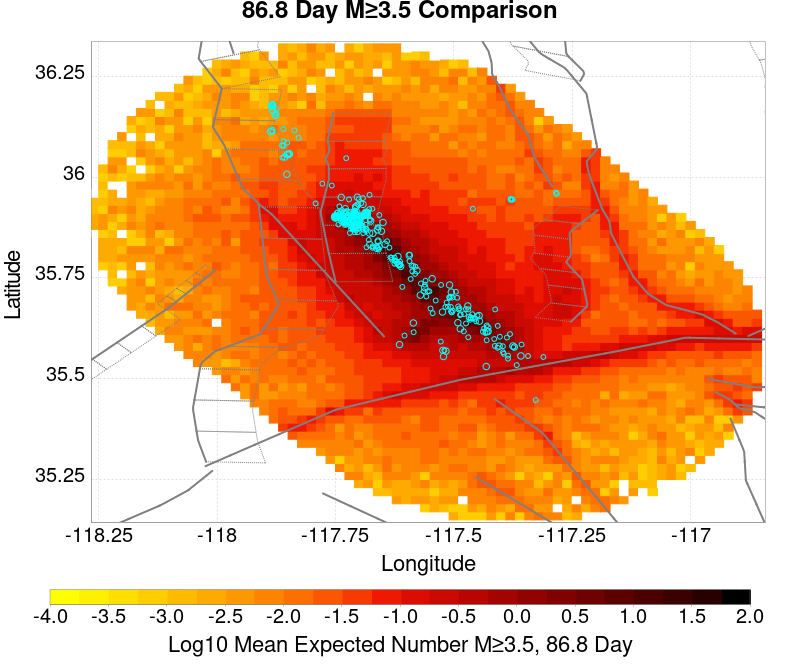 86.8 Day M≥3.5 Comparison
36.25
36
35.75
35.5
35.25
Latitude
-118.25 -118 -117.75 -117.5 -117.25 -117
Longitude
-4.0 -3.5 -3.0 -2.5 -2.0 -1.5 -1.0 -0.5 0.0 0.5 1.0 1.5 2.0
Log10 Mean Expected Number M≥3.5, 86.8 Day